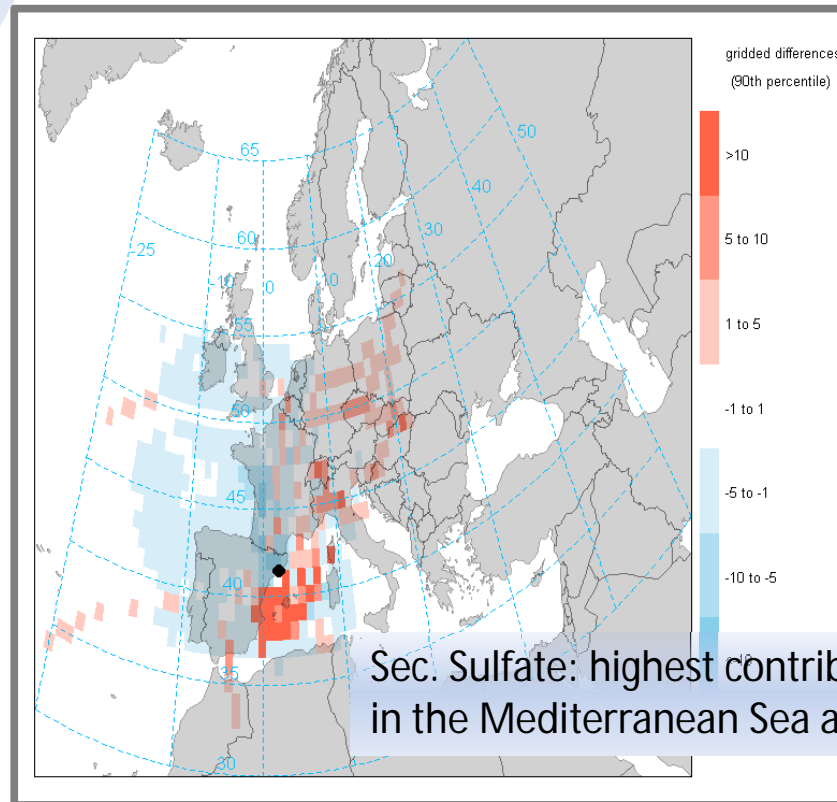 gridded differences
(90th percentile)
>10
5 to 10
1 to 5
-1 to 1
-5 to -1
-10 to -5
65
50
60
40
-25
30
20
-10
0
10
55
50
45
40
35
30
Sec. Sulfate: highest contrib
in the Mediterranean Sea a